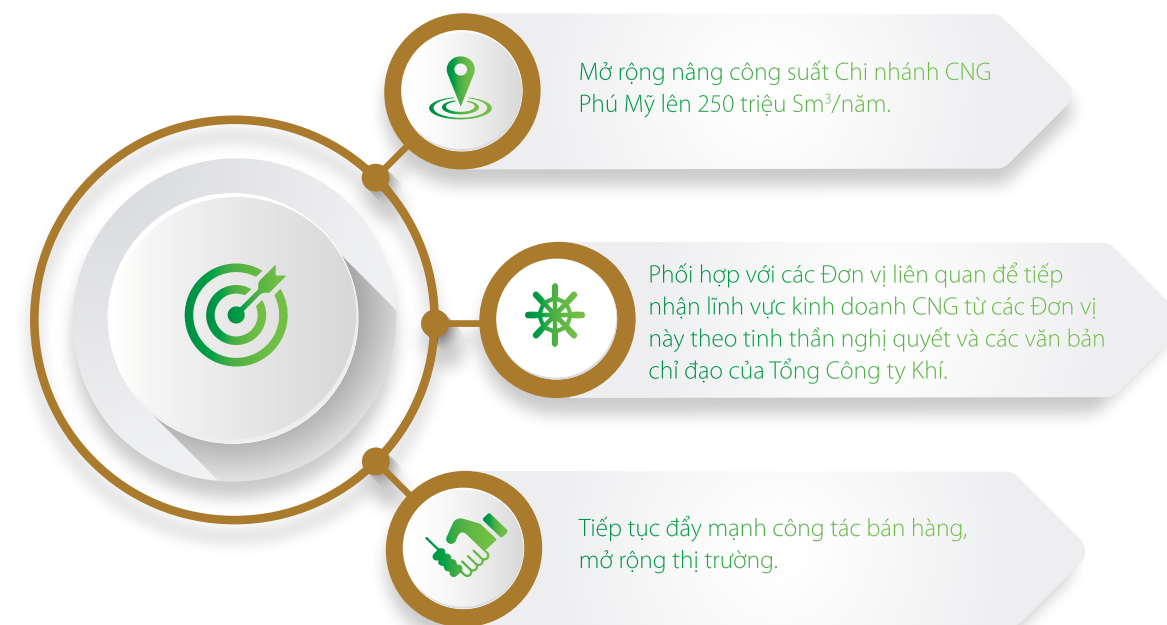 Mở rộng nâng công suất Chi nhánh CNG
Phú Mỹ lên 250 triệu Sm³/năm.
Phối hợp với các Đơn vị liên quan để tiếp
nhận lĩnh vực kinh doanh CNG từ các Đơn vị
này theo tinh thần nghị quyết và các văn bản
chỉ đạo của Tổng Công ty Khí.
Tiếp tục đẩy mạnh công tác bán hàng,
mở rộng thị trường.